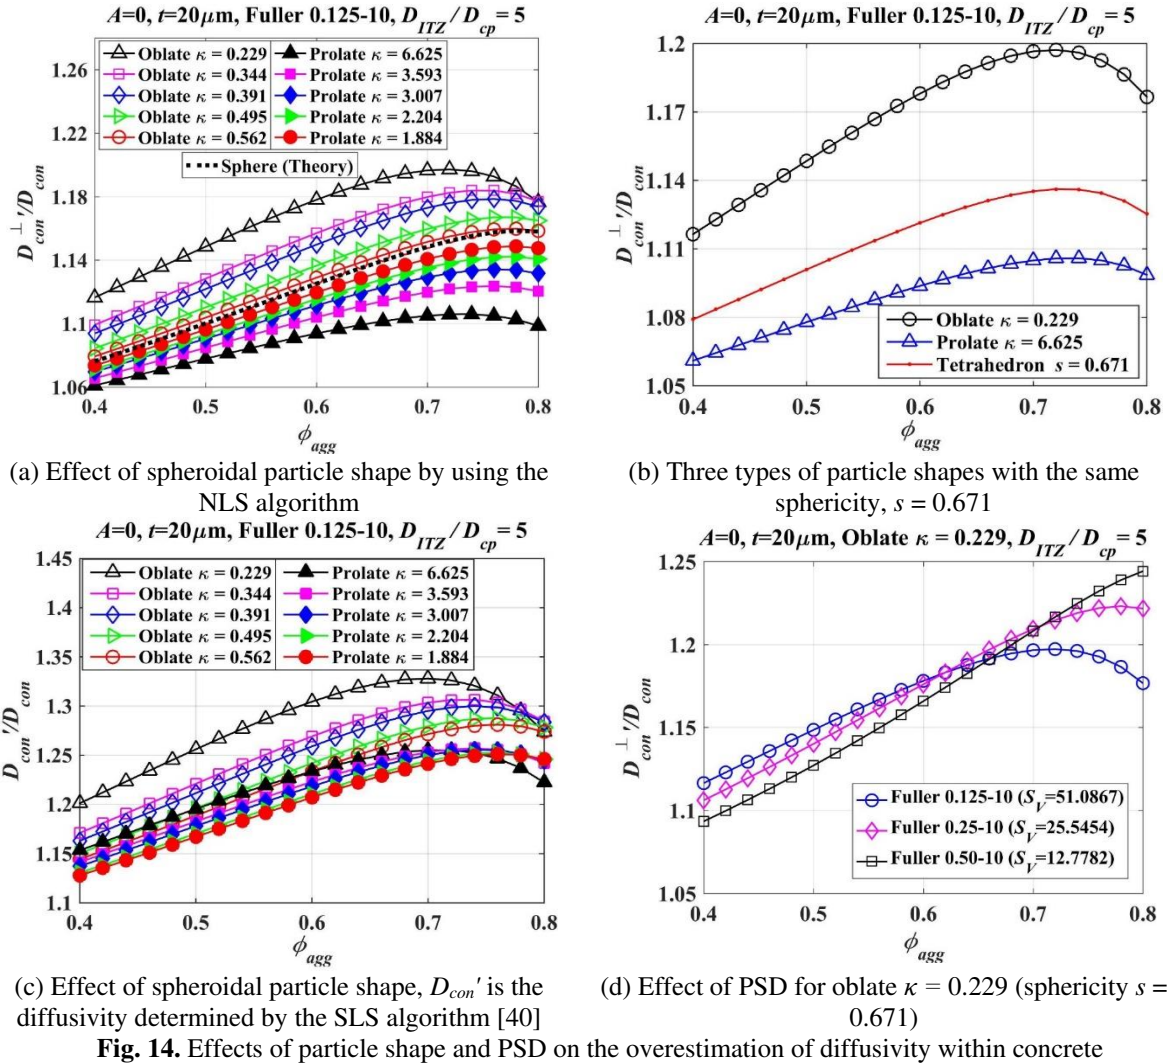 A=0, t=20μm, Fuller 0.125-10, D_ITZ/D_cp = 5
Oblate κ = 0.229 Prolate κ = 6.625
Oblate κ = 0.344 Prolate κ = 3.593
Oblate κ = 0.391 Prolate κ = 3.007
Oblate κ = 0.495 Prolate κ = 2.204
Oblate κ = 0.562 Prolate κ = 1.884
Sphere (Theory)
D_con^⊥'/D_con
1.26
1.22
1.18
1.14
1.1
1.06
0.4 0.5 0.6 0.7 0.8
ϕ_agg
(a) Effect of spheroidal particle shape by using the
NLS algorithm
A=0, t=20μm, Fuller 0.125-10, D_ITZ/D_cp = 5
D_con^⊥'/D_con
1.2
1.17
1.14
1.11
1.08
1.05
Oblate κ = 0.229
Prolate κ = 6.625
Tetrahedron s = 0.671
0.4 0.5 0.6 0.7 0.8
ϕ_agg
(b) Three types of particle shapes with the same
sphericity, s = 0.671
A=0, t=20μm, Fuller 0.125-10, D_ITZ/D_cp = 5
Oblate κ = 0.229 Prolate κ = 6.625
Oblate κ = 0.344 Prolate κ = 3.593
Oblate κ = 0.391 Prolate κ = 3.007
Oblate κ = 0.495 Prolate κ = 2.204
Oblate κ = 0.562 Prolate κ = 1.884
D_con'/D_con
1.45
1.4
1.35
1.3
1.25
1.2
1.15
1.1
0.4 0.5 0.6 0.7 0.8
ϕ_agg
(c) Effect of spheroidal particle shape, D_con' is the
diffusivity determined by the SLS algorithm [40]
A=0, t=20μm, Oblate κ = 0.229, D_ITZ/D_cp = 5
D_con^⊥'/D_con
1.25
1.2
1.15
1.1
1.05
Fuller 0.125-10 (S_V=51.0867)
Fuller 0.25-10 (S_V=25.5454)
Fuller 0.50-10 (S_V=12.7782)
0.4 0.5 0.6 0.7 0.8
ϕ_agg
(d) Effect of PSD for oblate κ = 0.229 (sphericity s =
0.671)
Fig. 14. Effects of particle shape and PSD on the overestimation of diffusivity within concrete